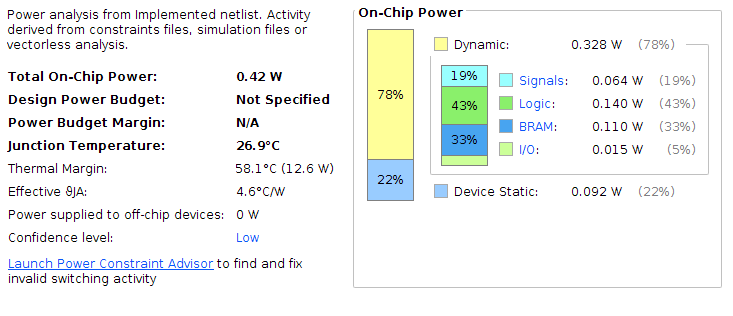 Power analysis from Implemented netlist. Activity
derived from constraints files, simulation files or
vectorless analysis.
Total On-Chip Power: 0.42 W
Design Power Budget: Not Specified
Power Budget Margin: N/A
Junction Temperature: 26.9°C
Thermal Margin: 58.1°C (12.6 W)
Effective ϑJA: 4.6°C/W
Power supplied to off-chip devices: 0 W
Confidence level: Low
Launch Power Constraint Advisor to find and fix
invalid switching activity
On-Chip Power
78%
22%
Dynamic: 0.328 W (78%)
19%
43%
33%
Signals: 0.064 W (19%)
Logic: 0.140 W (43%)
BRAM: 0.110 W (33%)
I/O: 0.015 W (5%)
Device Static: 0.092 W (22%)